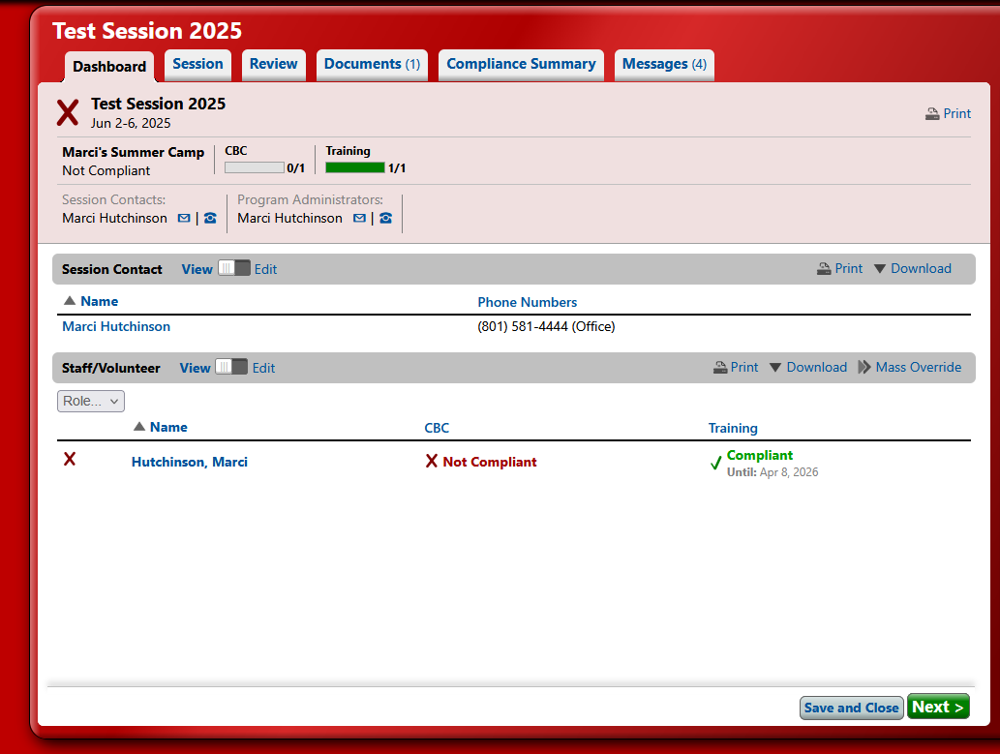 Test Session 2025
Dashboard Session Review Documents (1) Compliance Summary Messages (4)
Test Session 2025
Jun 2-6, 2025
Print
Marci's Summer Camp
Not Compliant
CBC
0/1
Training
1/1
Session Contacts:
Marci Hutchinson |
Program Administrators:
Marci Hutchinson |
Session Contact View Edit Print Download
Name Phone Numbers
Marci Hutchinson (801) 581-4444 (Office)
Staff/Volunteer View Edit Print Download Mass Override
Role...
Name CBC Training
Hutchinson, Marci Not Compliant Compliant
Until: Apr 8, 2026
Save and Close Next >